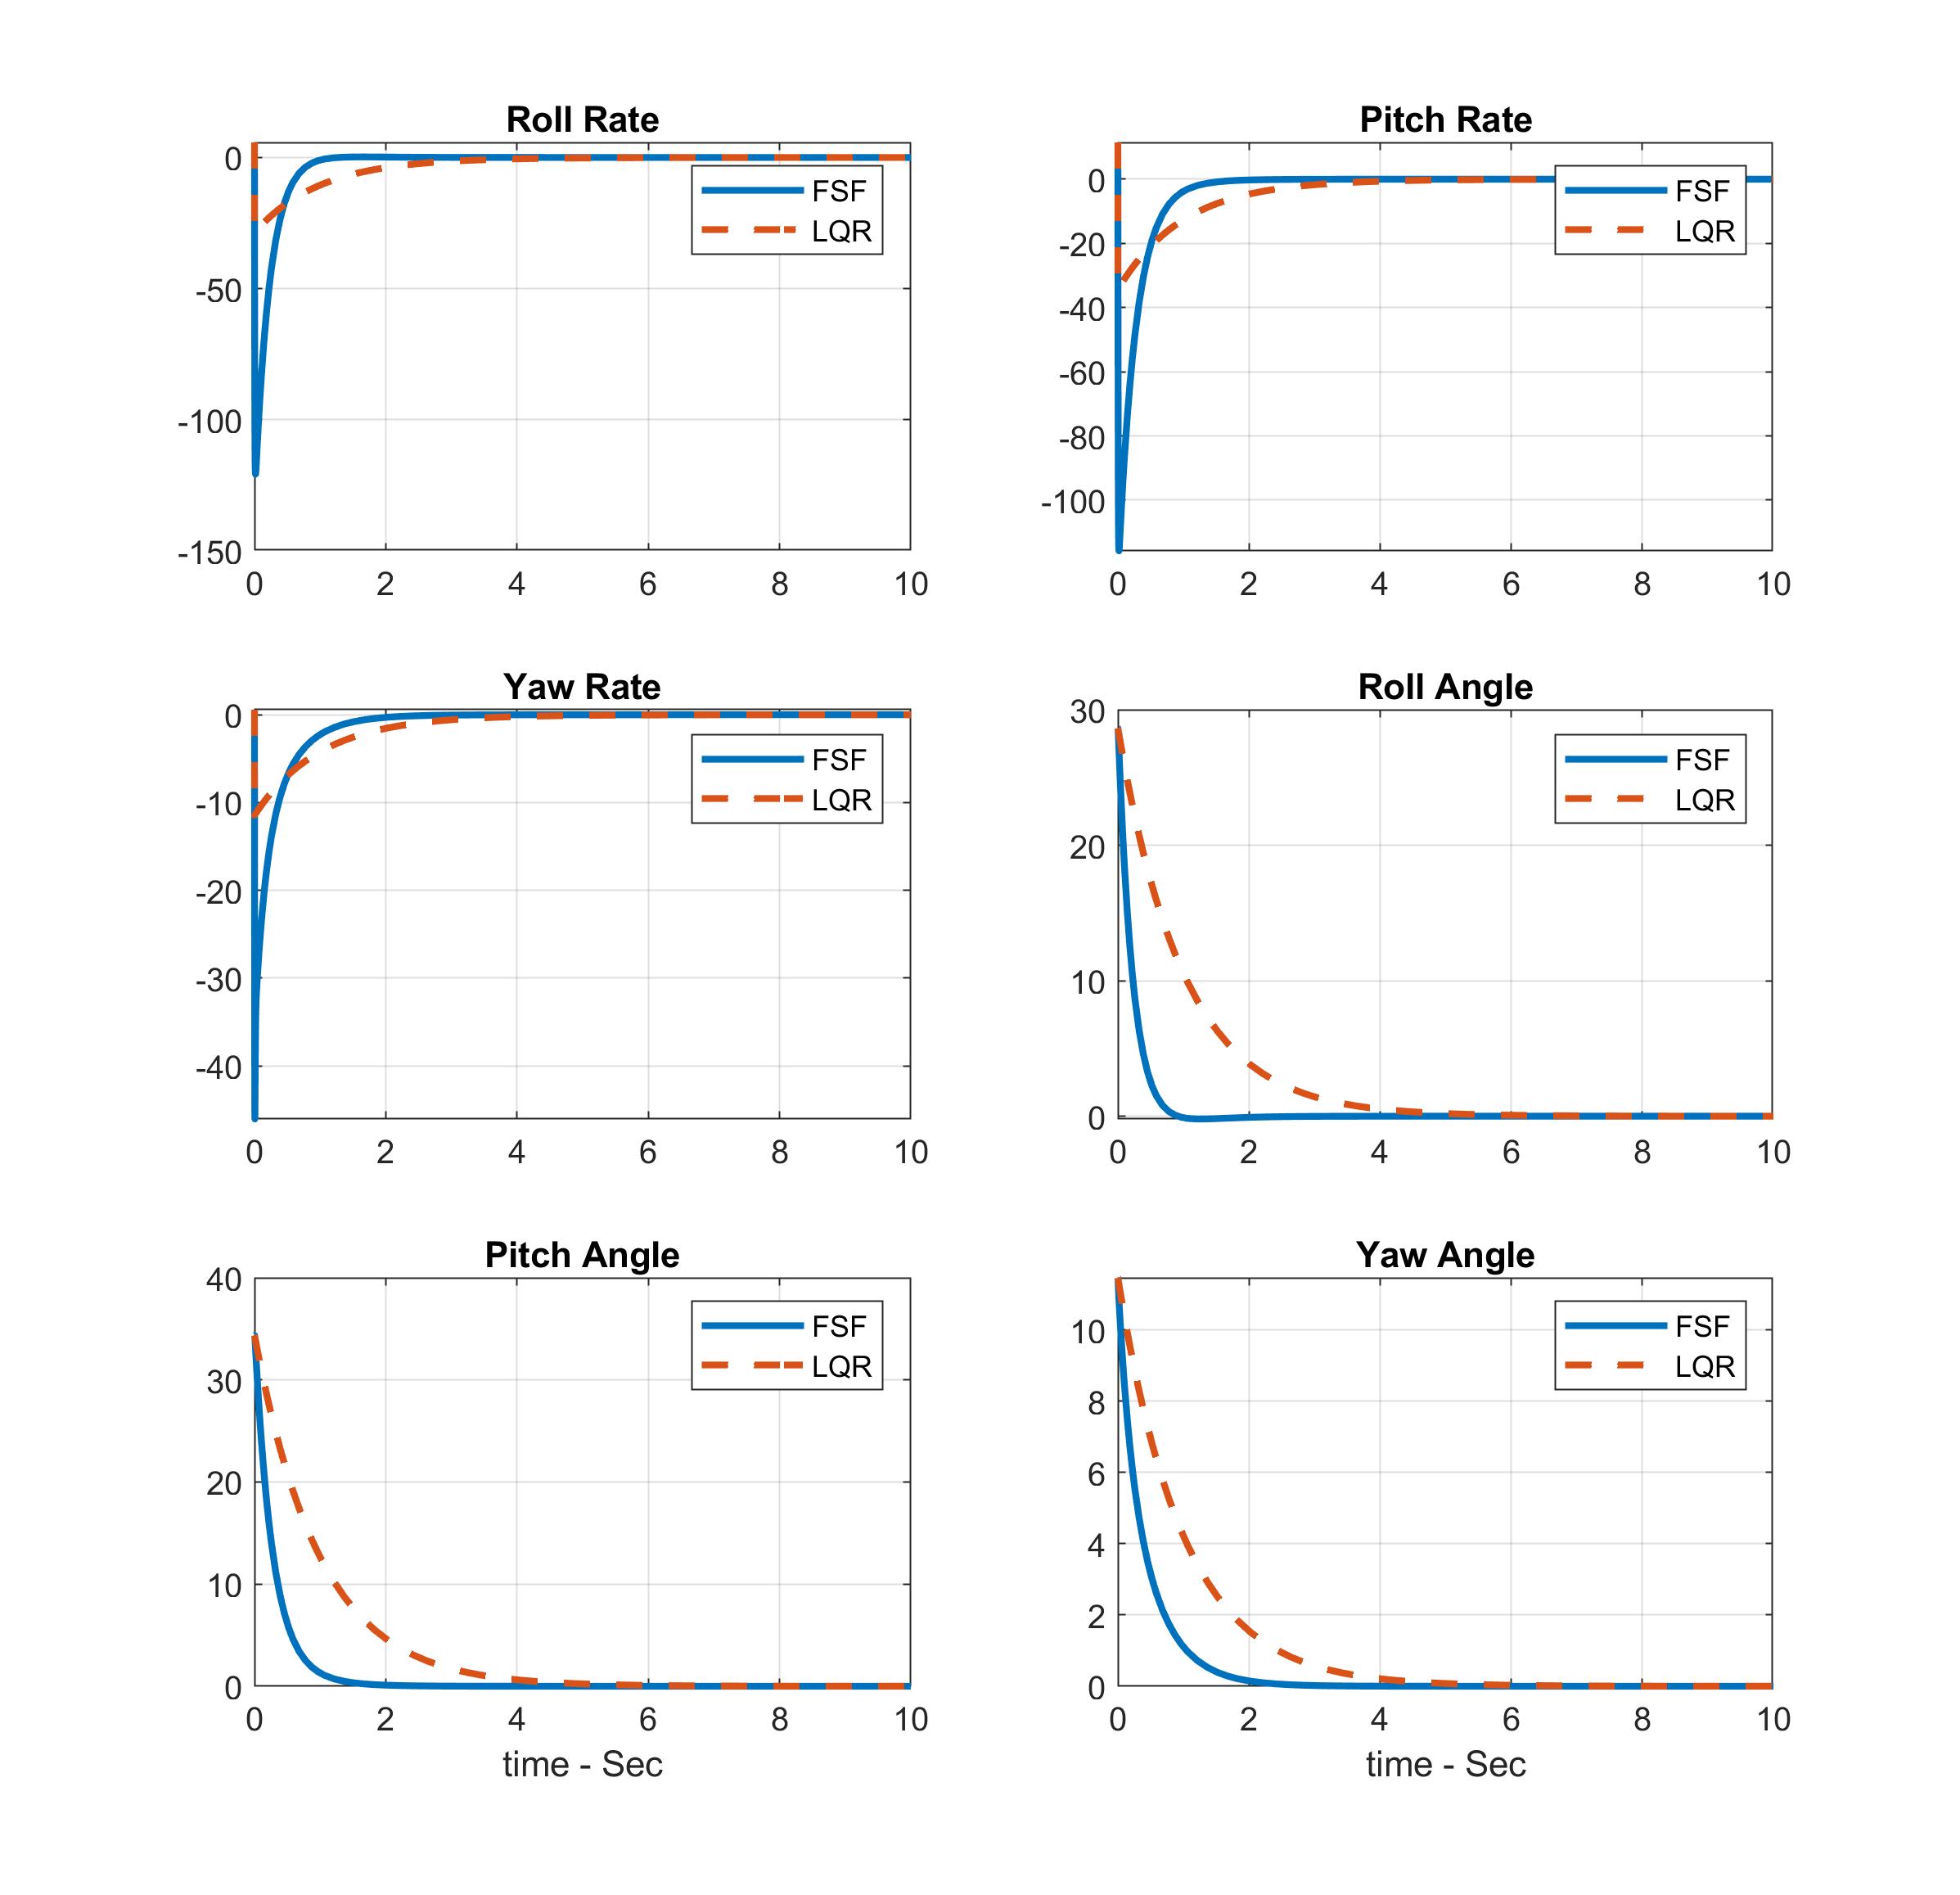 Roll Rate
0
-50
-100
-150
0 2 4 6 8 10
FSF
LQR
Pitch Rate
0
-20
-40
-60
-80
-100
0 2 4 6 8 10
FSF
LQR
Yaw Rate
0
-10
-20
-30
-40
0 2 4 6 8 10
FSF
LQR
Roll Angle
30
20
10
0
0 2 4 6 8 10
FSF
LQR
Pitch Angle
40
30
20
10
0
0 2 4 6 8 10
time - Sec
FSF
LQR
Yaw Angle
10
8
6
4
2
0
0 2 4 6 8 10
time - Sec
FSF
LQR